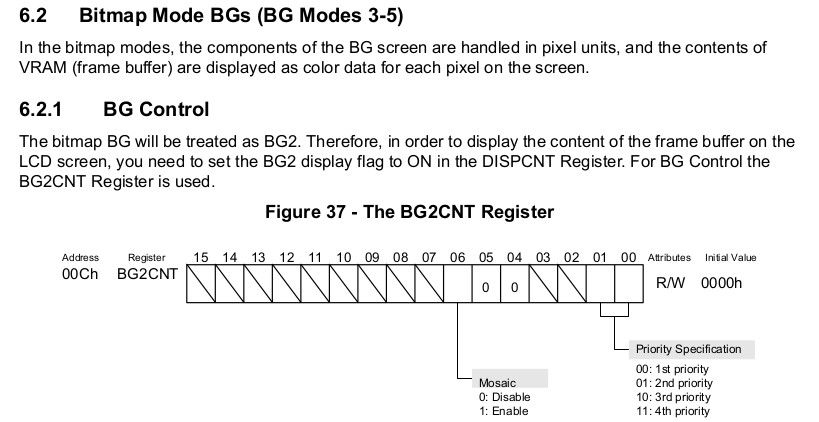 6.2 Bitmap Mode BGs (BG Modes 3-5)
In the bitmap modes, the components of the BG screen are handled in pixel units, and the contents of
VRAM (frame buffer) are displayed as color data for each pixel on the screen.
6.2.1 BG Control
The bitmap BG will be treated as BG2. Therefore, in order to display the content of the frame buffer on the
LCD screen, you need to set the BG2 display flag to ON in the DISPCNT Register. For BG Control the
BG2CNT Register is used.
Figure 37 - The BG2CNT Register
Address Register 15 14 13 12 11 10 09 08 07 06 05 04 03 02 01 00 Attributes Initial Value
00Ch BG2CNT 0 0 R/W 0000h
Priority Specification
00: 1st priority
01: 2nd priority
10: 3rd priority
11: 4th priority
Mosaic
0: Disable
1: Enable